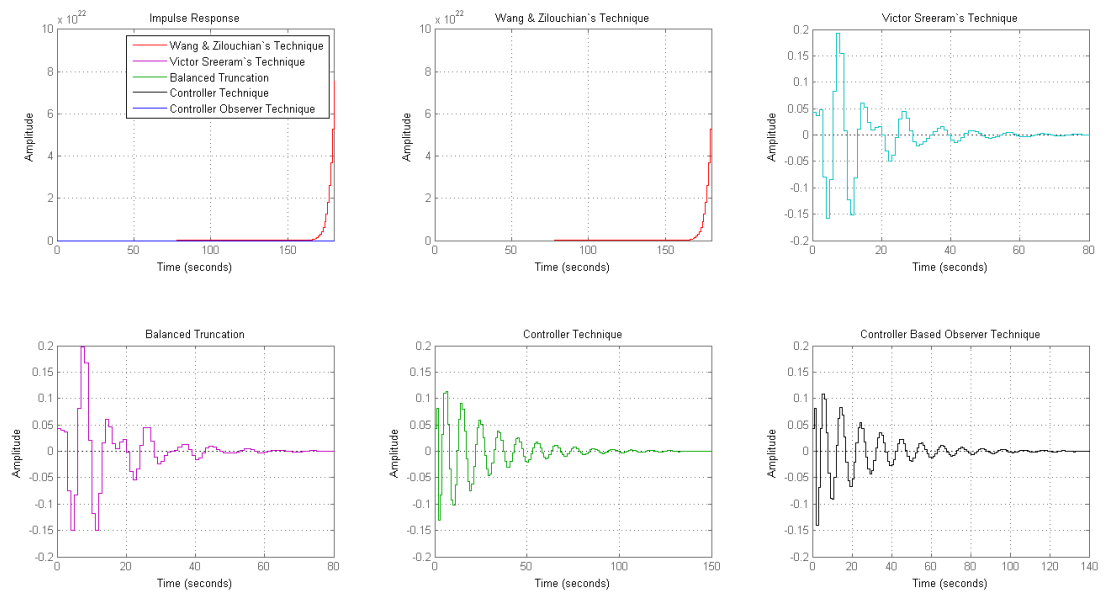 Impulse Response
x 10^22
10
8
6
4
2
0
0 50 100 150
Amplitude
Time (seconds)
Wang & Zilouchian`s Technique
Victor Sreeram`s Technique
Balanced Truncation
Controller Technique
Controller Observer Technique
Wang & Zilouchian`s Technique
x 10^22
10
8
6
4
2
0
0 50 100 150
Amplitude
Time (seconds)
Victor Sreeram`s Technique
0.2
0.15
0.1
0.05
0
-0.05
-0.1
-0.15
-0.2
0 20 40 60 80
Amplitude
Time (seconds)
Balanced Truncation
0.2
0.15
0.1
0.05
0
-0.05
-0.1
-0.15
-0.2
0 20 40 60 80
Amplitude
Time (seconds)
Controller Technique
0.2
0.15
0.1
0.05
0
-0.05
-0.1
-0.15
-0.2
0 50 100 150
Amplitude
Time (seconds)
Controller Based Observer Technique
0.2
0.15
0.1
0.05
0
-0.05
-0.1
-0.15
-0.2
0 20 40 60 80 100 120 140
Amplitude
Time (seconds)